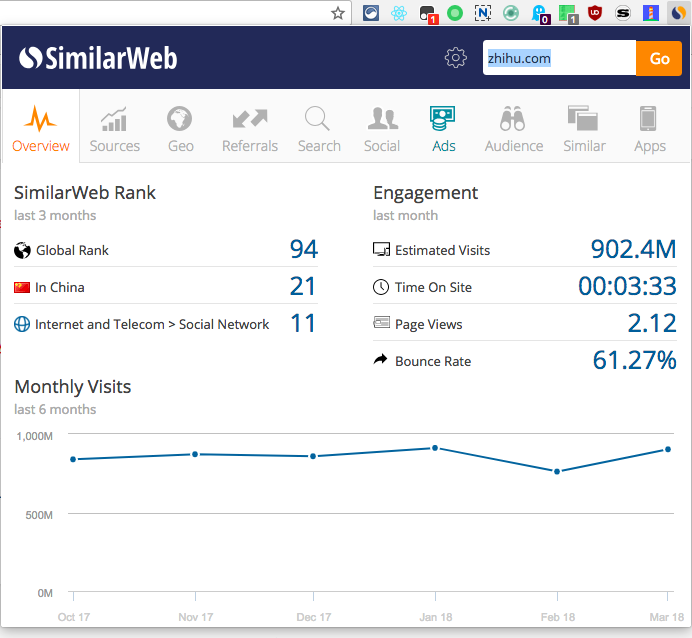 1
N
0
1
UD
S
SimilarWeb
zhihu.com
Go
Overview
Sources
Geo
Referrals
Search
Social
Ads
Audience
Similar
Apps
SimilarWeb Rank
last 3 months
Global Rank 94
In China 21
Internet and Telecom > Social Network 11
Engagement
last month
Estimated Visits 902.4M
Time On Site 00:03:33
Page Views 2.12
Bounce Rate 61.27%
Monthly Visits
last 6 months
1,000M
500M
0M
Oct 17
Nov 17
Dec 17
Jan 18
Feb 18
Mar 18